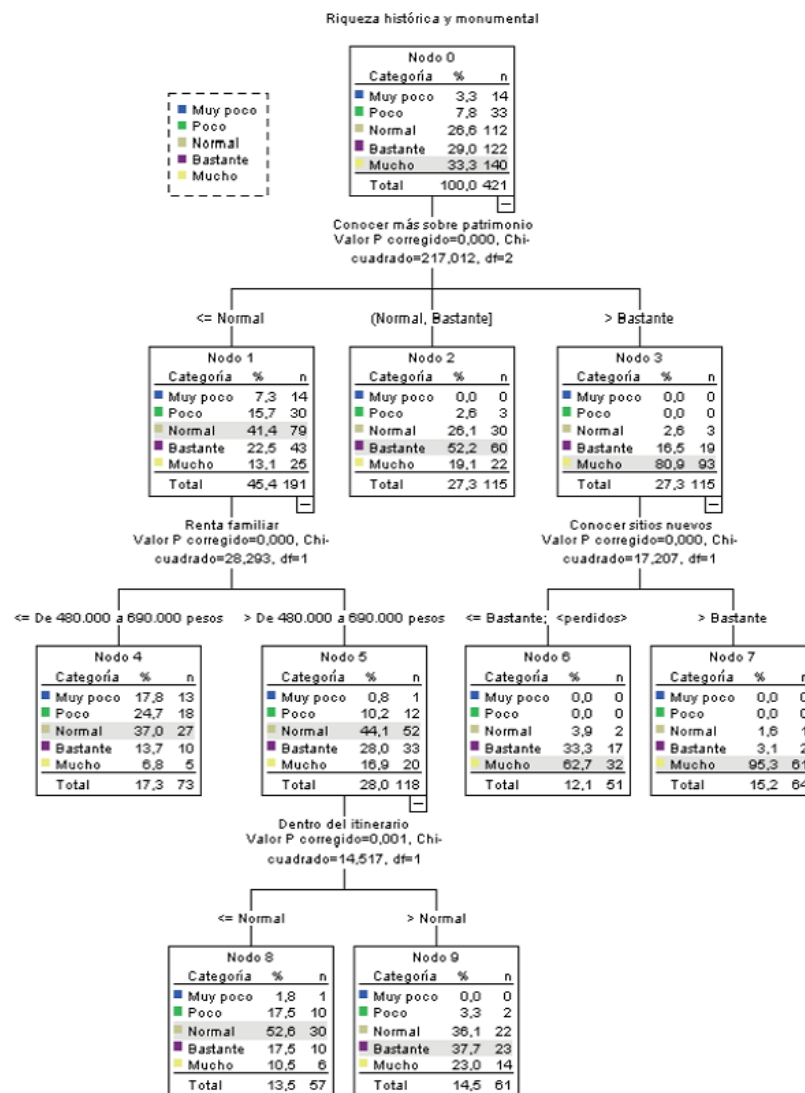 Riqueza histórica y monumental
Muy poco
Poco
Normal
Bastante
Mucho
Nodo 0
Categoría % n
Muy poco 3,3 14
Poco 7,8 33
Normal 26,6 112
Bastante 29,0 122
Mucho 33,3 140
Total 100,0 421
Conocer más sobre patrimonio
Valor P corregido=0,000, Chi-
cuadrado=217,012, df=2
<= Normal
(Normal, Bastante]
> Bastante
Nodo 1
Categoría % n
Muy poco 7,3 14
Poco 15,7 30
Normal 41,4 79
Bastante 22,5 43
Mucho 13,1 25
Total 45,4 191
Nodo 2
Categoría % n
Muy poco 0,0 0
Poco 2,6 3
Normal 26,1 30
Bastante 52,2 60
Mucho 19,1 22
Total 27,3 115
Nodo 3
Categoría % n
Muy poco 0,0 0
Poco 0,0 0
Normal 2,6 3
Bastante 16,5 19
Mucho 80,9 93
Total 27,3 115
Renta familiar
Valor P corregido=0,000, Chi-
cuadrado=28,293, df=1
Conocer sitios nuevos
Valor P corregido=0,000, Chi-
cuadrado=17,207, df=1
<= De 480.000 a 690.000 pesos
> De 480.000 a 690.000 pesos
<= Bastante; <perdidos>
> Bastante
Nodo 4
Categoría % n
Muy poco 17,8 13
Poco 24,7 18
Normal 37,0 27
Bastante 13,7 10
Mucho 6,8 5
Total 17,3 73
Nodo 5
Categoría % n
Muy poco 0,8 1
Poco 10,2 12
Normal 44,1 52
Bastante 28,0 33
Mucho 16,9 20
Total 28,0 118
Nodo 6
Categoría % n
Muy poco 0,0 0
Poco 0,0 0
Normal 3,9 2
Bastante 33,3 17
Mucho 62,7 32
Total 12,1 51
Nodo 7
Categoría % n
Muy poco 0,0 0
Poco 0,0 0
Normal 1,6 1
Bastante 3,1 2
Mucho 95,3 61
Total 15,2 64
Dentro del itinerario
Valor P corregido=0,001, Chi-
cuadrado=14,517, df=1
<= Normal
> Normal
Nodo 8
Categoría % n
Muy poco 1,8 1
Poco 17,5 10
Normal 52,6 30
Bastante 17,5 10
Mucho 10,5 6
Total 13,5 57
Nodo 9
Categoría % n
Muy poco 0,0 0
Poco 3,3 2
Normal 36,1 22
Bastante 37,7 23
Mucho 23,0 14
Total 14,5 61